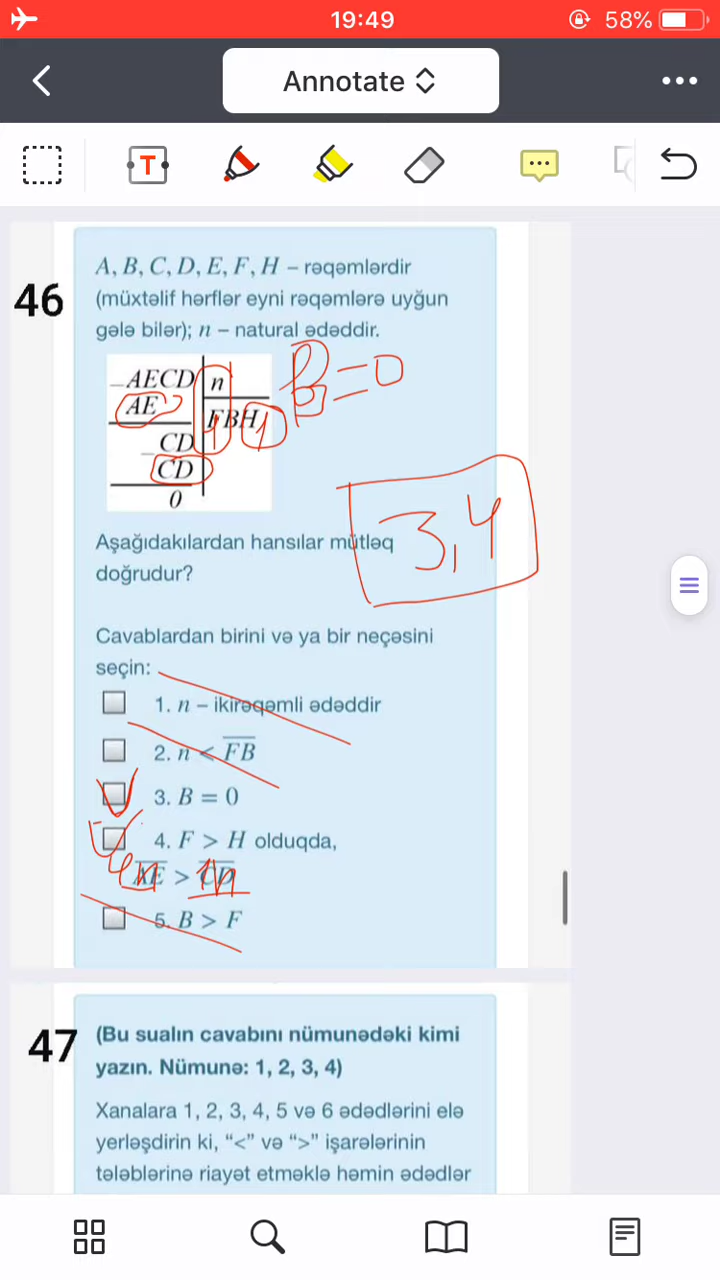 19:49
58%
Annotate
T
46
A, B, C, D, E, F, H – rəqəmlərdir
(müxtəlif hərflər eyni rəqəmlərə uyğun
gələ bilər); n – natural ədəddir.
B=0
AECD n
AE FBH
CD
CD
0
3,4
Aşağıdakılardan hansılar mütləq
doğrudur?
Cavablardan birini və ya bir neçəsini
seçin:
1. n – ikirəqəmli ədəddir
2. n < FB
3. B = 0
4. F > H olduqda,
AE > CD
4n 1n
5. B > F
47
(Bu sualın cavabını nümunədəki kimi
yazın. Nümunə: 1, 2, 3, 4)
Xanalara 1, 2, 3, 4, 5 və 6 ədədlərini elə
yerləşdirin ki, “<” və “>” işarələrinin
tələblərinə riayət etməklə həmin ədədlər